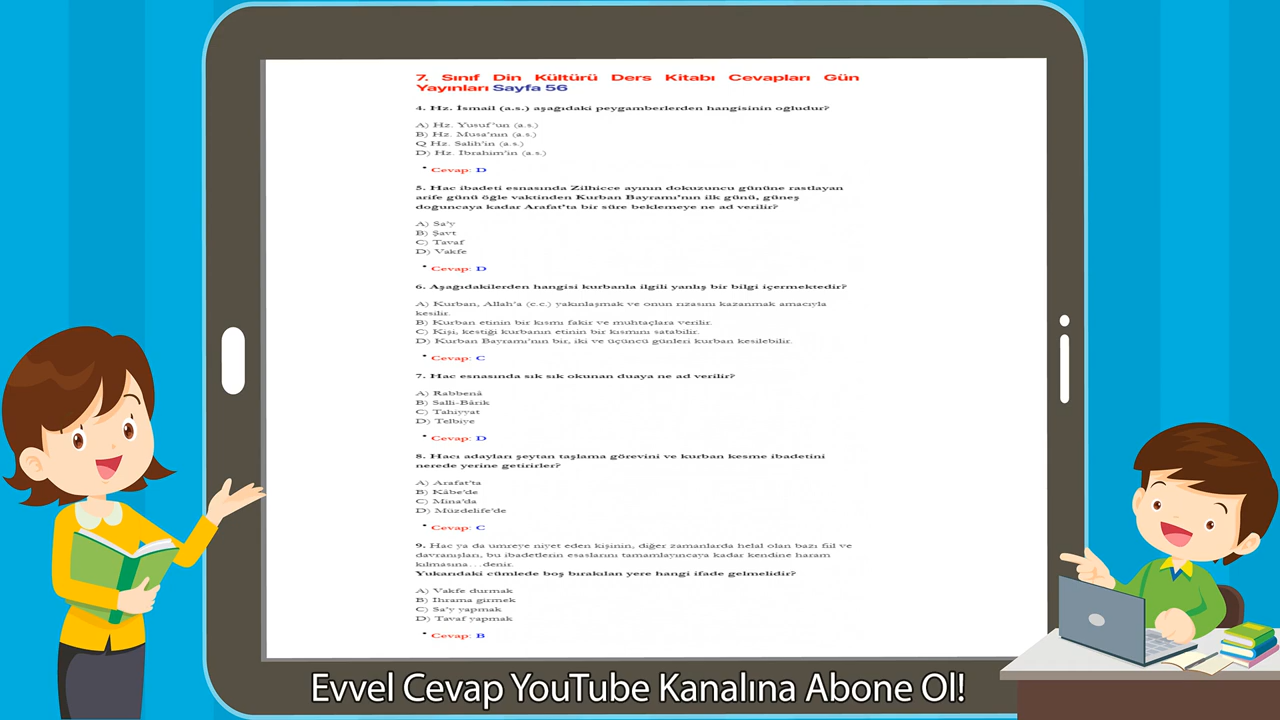 7. Sınıf Din Kültürü Ders Kitabı Cevapları Gün
Yayınları Sayfa 56
4. Hz. İsmail (a.s.) aşağıdaki peygamberlerden hangisinin oğludur?
A) Hz. Yusuf'un (a.s.)
B) Hz. Musa'nın (a.s.)
Q Hz. Salih'in (a.s.)
D) Hz. İbrahim'in (a.s.)
• Cevap: D
5. Hac ibadeti esnasında Zilhicce ayının dokuzuncu gününe rastlayan
arife günü öğle vaktinden Kurban Bayramı'nın ilk günü, güneş
doğuncaya kadar Arafat'ta bir süre beklemeye ne ad verilir?
A) Sa'y
B) Şavt
C) Tavaf
D) Vakfe
• Cevap: D
6. Aşağıdakilerden hangisi kurbanla ilgili yanlış bir bilgi içermektedir?
A) Kurban, Allah'a (c.c.) yakınlaşmak ve onun rızasını kazanmak amacıyla
kesilir.
B) Kurban etinin bir kısmı fakir ve muhtaçlara verilir.
C) Kişi, kestiği kurbanın etinin bir kısmını satabilir.
D) Kurban Bayramı'nın bir, iki ve üçüncü günleri kurban kesilebilir.
• Cevap: C
7. Hac esnasında sık sık okunan duaya ne ad verilir?
A) Rabbenâ
B) Salli-Bârik
C) Tahiyyat
D) Telbiye
• Cevap: D
8. Hacı adayları şeytan taşlama görevini ve kurban kesme ibadetini
nerede yerine getirirler?
A) Arafat'ta
B) Kâbe'de
C) Mina'da
D) Müzdelife'de
• Cevap: C
9. Hac ya da umreye niyet eden kişinin, diğer zamanlarda helal olan bazı fiil ve
davranışları, bu ibadetlerin esaslarını tamamlayıncaya kadar kendine haram
kılmasına...denir.
Yukarıdaki cümlede boş bırakılan yere hangi ifade gelmelidir?
A) Vakfe durmak
B) İhrama girmek
C) Sa'y yapmak
D) Tavaf yapmak
• Cevap: B
Evvel Cevap YouTube Kanalına Abone Ol!